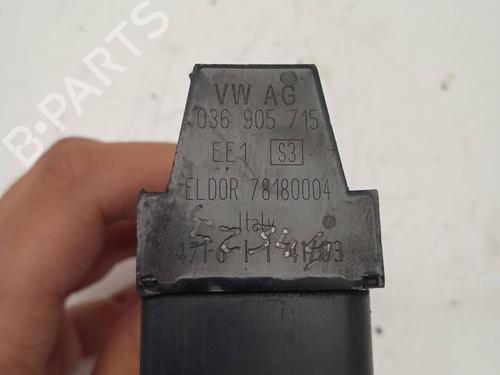 B-Parts
VW AG
036 905 715
EE1 S3
ELDOR 78180004
Italy